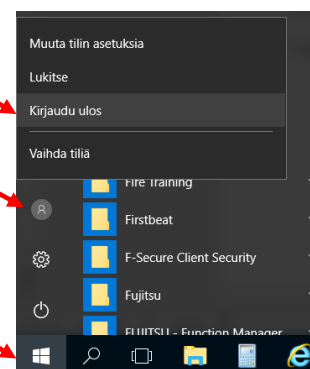 Muuta tilin asetuksia
Lukitse
Kirjaudu ulos
Vaihda tiliä
Fire Training
Firstbeat
F-Secure Client Security
Fujitsu
FUJITSU - Function Manager